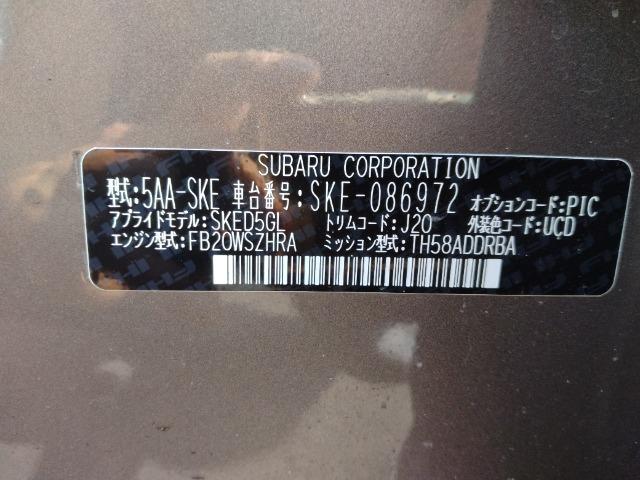 SUBARU CORPORATION
型式:5AA-SKE 車台番号:SKE-086972 オプションコード:PIC
アプライドモデル:SKED5GL トリムコード:J20 外装色コード:UCD
エンジン型式:FB20WSZHRA ミッション型式:TH58ADDRBA